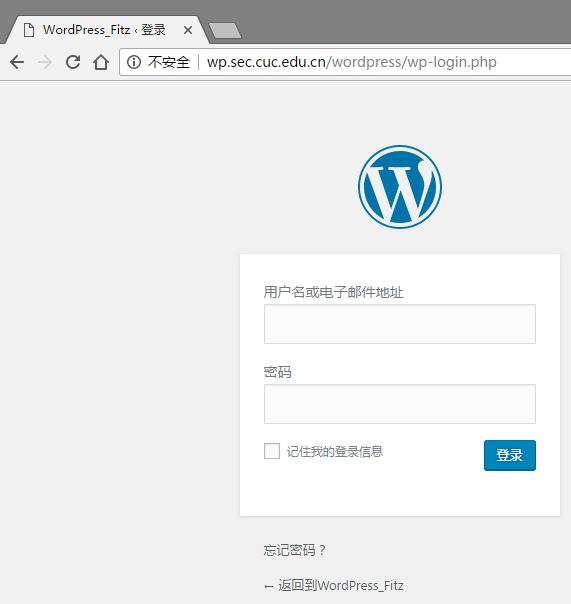 WordPress_Fitz ‹ 登录
不安全 wp.sec.cuc.edu.cn/wordpress/wp-login.php
用户名或电子邮件地址
密码
记住我的登录信息
登录
忘记密码？
← 返回到WordPress_Fitz